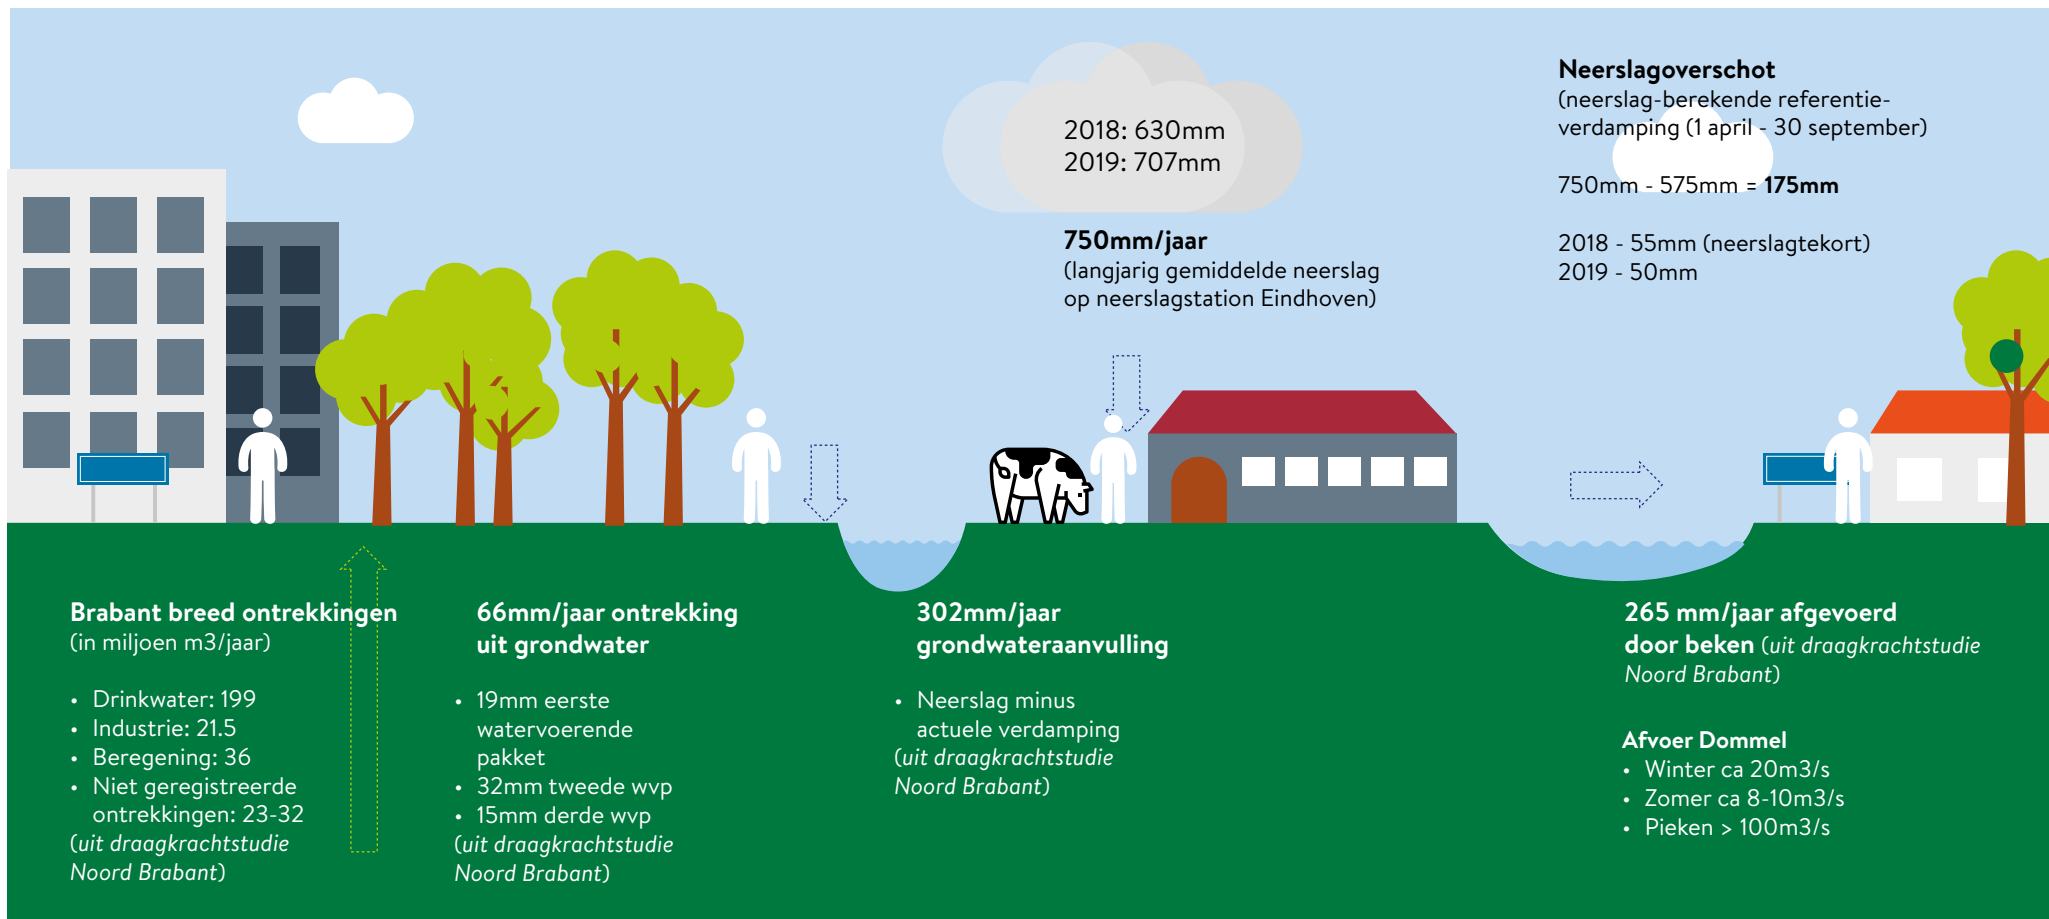 2018: 630mm
2019: 707mm
750mm/jaar
(langjarig gemiddelde neerslag
op neerslagstation Eindhoven)
Neerslagoverschot
(neerslag-berekende referentie-
verdamping (1 april - 30 september)
750mm - 575mm = 175mm
2018 - 55mm (neerslagtekort)
2019 - 50mm
Brabant breed ontrekkingen
(in miljoen m3/jaar)
• Drinkwater: 199
• Industrie: 21.5
• Beregening: 36
• Niet geregistreerde
ontrekkingen: 23-32
(uit draagkrachtstudie
Noord Brabant)
66mm/jaar ontrekking
uit grondwater
• 19mm eerste
watervoerende
pakket
• 32mm tweede wvp
• 15mm derde wvp
(uit draagkrachtstudie
Noord Brabant)
302mm/jaar
grondwateraanvulling
• Neerslag minus
actuele verdamping
(uit draagkrachtstudie
Noord Brabant)
265 mm/jaar afgevoerd
door beken (uit draagkrachtstudie
Noord Brabant)
Afvoer Dommel
• Winter ca 20m3/s
• Zomer ca 8-10m3/s
• Pieken > 100m3/s